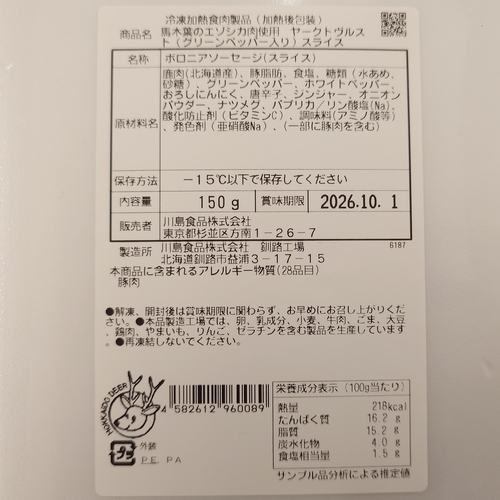 冷凍加熱食肉製品(加熱後包装)
商品名 馬木葉のエゾシカ肉使用 ヤークトヴルス
ト(グリーンペッパー入り)スライス
名称 ボロニアソーセージ(スライス)
原材料名 鹿肉(北海道産)、豚脂肪、食塩、糖類(水あめ、
砂糖)、グリーンペッパー、ホワイトペッパー、
おろしにんにく、唐辛子、ジンジャー、オニオン
パウダー、ナツメグ、パプリカ/リン酸塩(Na)、
酸化防止剤(ビタミンC)、調味料(アミノ酸等)
、発色剤(亜硝酸Na)、(一部に豚肉を含む)
保存方法 -15℃以下で保存してください
内容量 150g 賞味期限 2026.10.1
販売者 川島食品株式会社
東京都杉並区方南1-26-7
製造所 川島食品株式会社 釧路工場 6187
北海道釧路市益浦3-17-15
本商品に含まれるアレルギー物質(28品目)
豚肉
●解凍、開封後は賞味期限に関わらず、お早めにお召し上がりくだ
さい。●本品製造工場では、卵、乳成分、小麦、牛肉、ごま、大豆
、鶏肉、やまいも、りんご、ゼラチンを含む製品を生産しています
。●再凍結しないでください。
HOKKAIDO DEER
4 582612 960089
プラ 外装
P.E. P.A
栄養成分表示(100g当たり)
熱量 218kcal
たんぱく質 16.2 g
脂質 15.2 g
炭水化物 4.0 g
食塩相当量 1.5 g
サンプル品分析による推定値